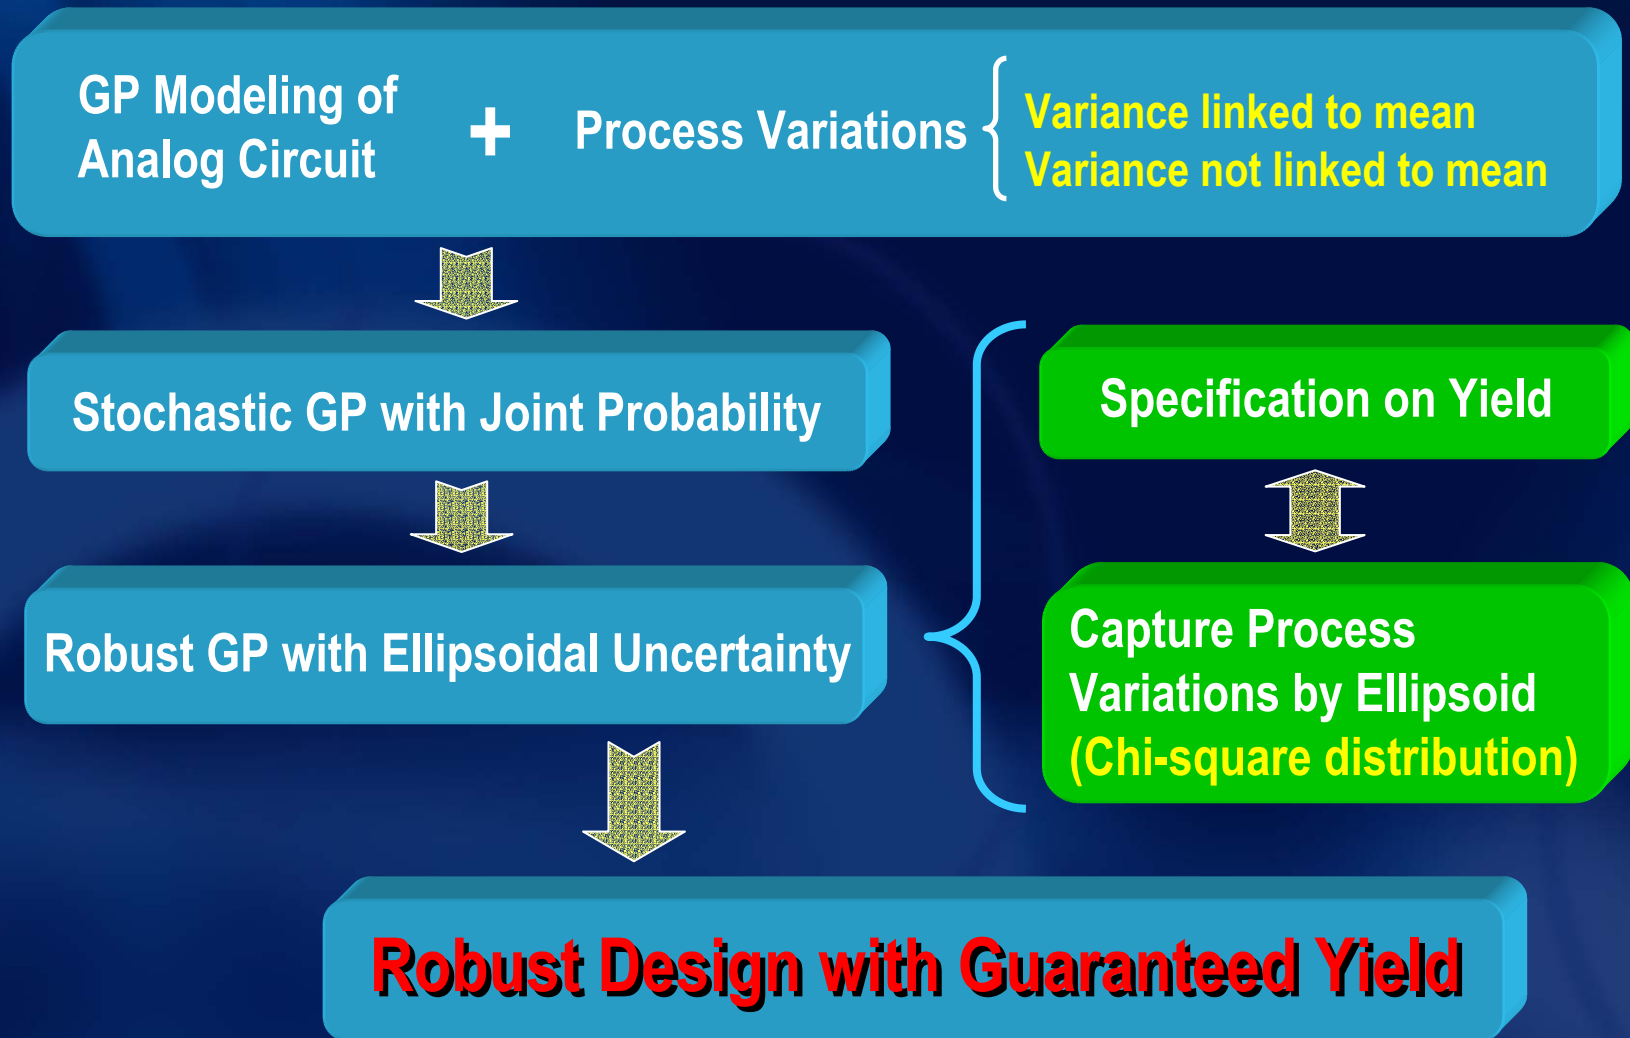 GP Modeling of
Analog Circuit
+
Process Variations
Variance linked to mean
Variance not linked to mean
Stochastic GP with Joint Probability
Robust GP with Ellipsoidal Uncertainty
Specification on Yield
Capture Process
Variations by Ellipsoid
(Chi-square distribution)
Robust Design with Guaranteed Yield